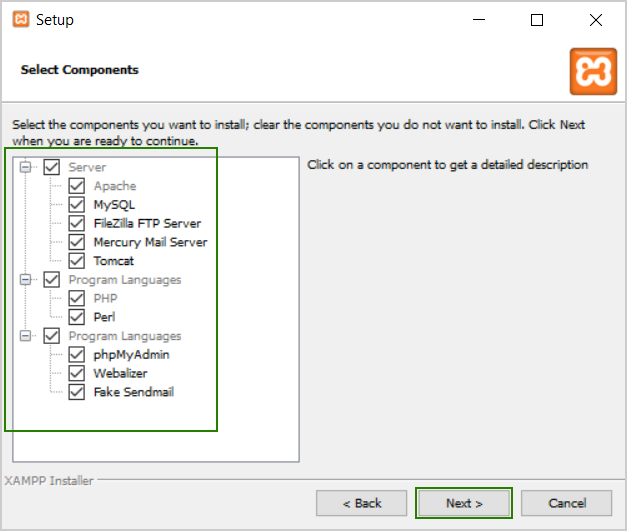 Setup
Select Components
Select the components you want to install; clear the components you do not want to install. Click Next
when you are ready to continue.
Server
Apache
MySQL
FileZilla FTP Server
Mercury Mail Server
Tomcat
Program Languages
PHP
Perl
Program Languages
phpMyAdmin
Webalizer
Fake Sendmail
Click on a component to get a detailed description
XAMPP Installer
< Back
Next >
Cancel